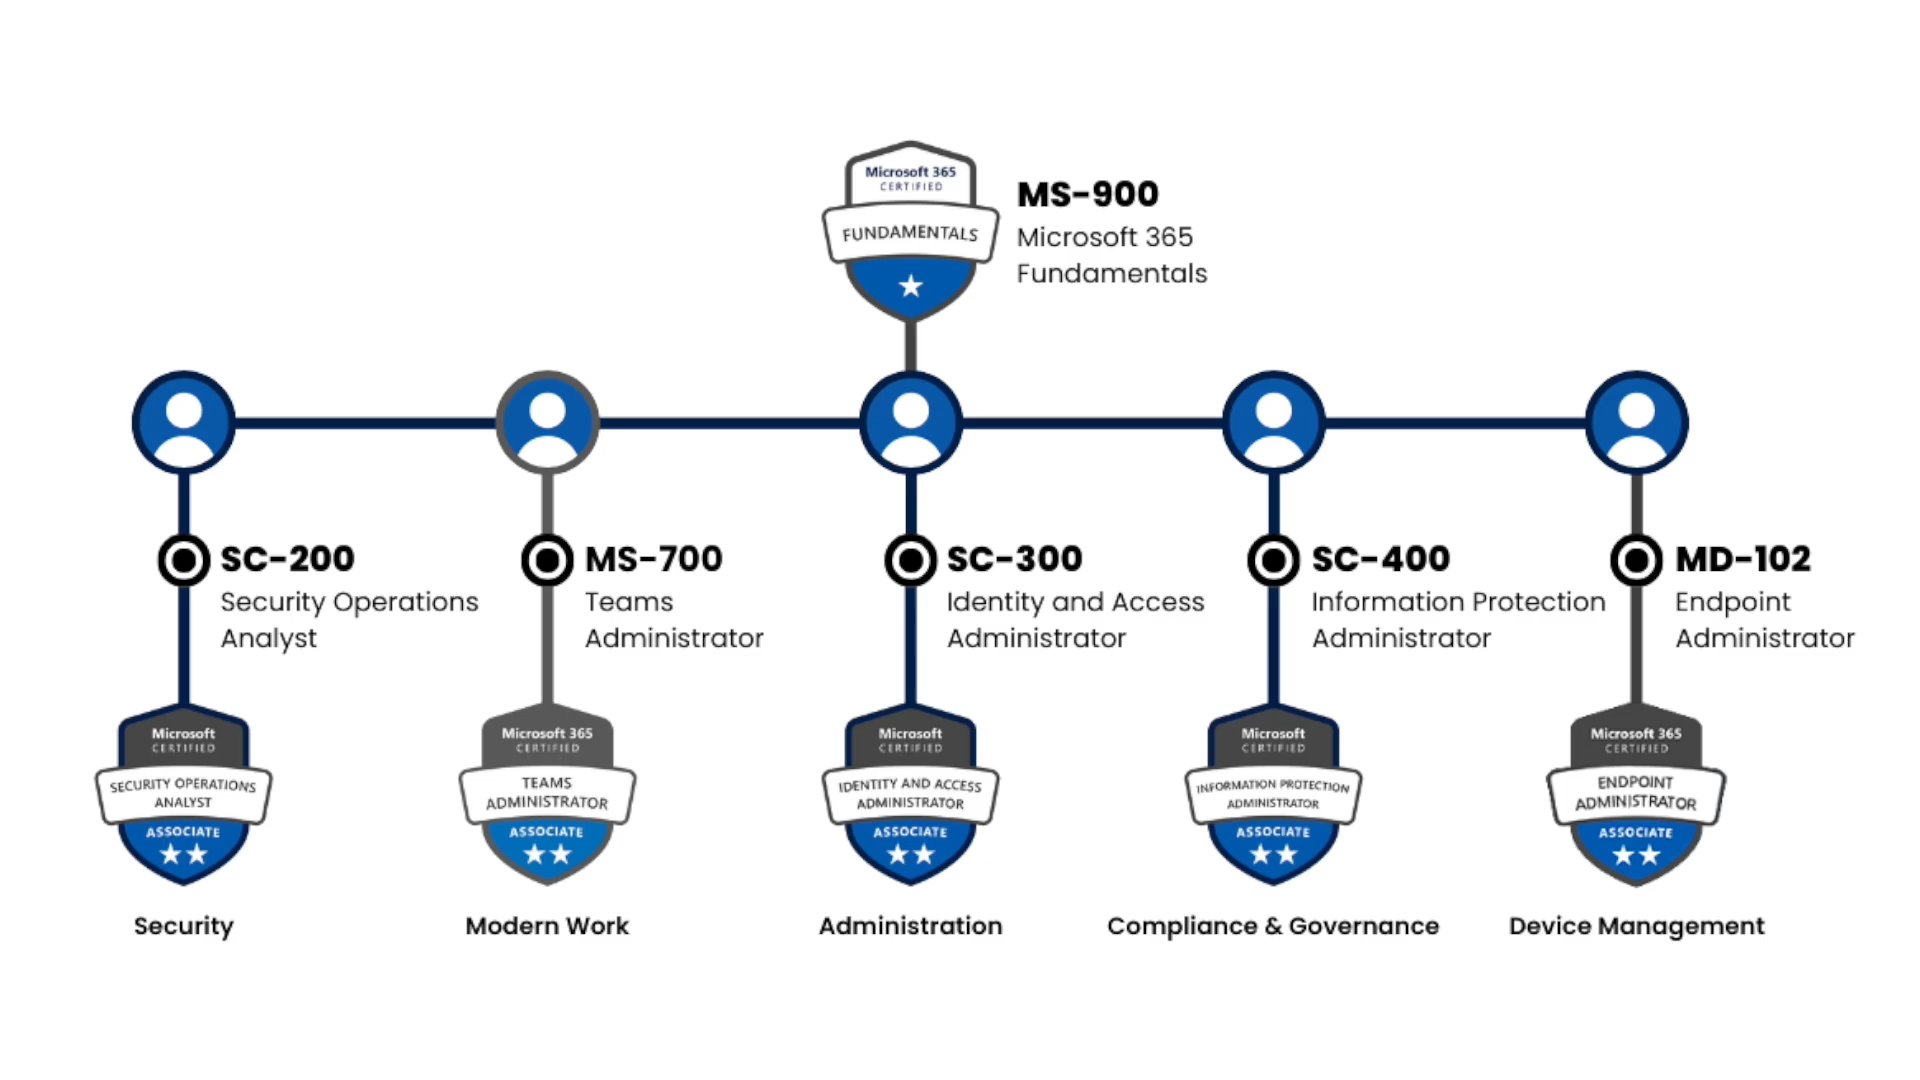 Microsoft 365
CERTIFIED
FUNDAMENTALS
MS-900
Microsoft 365
Fundamentals
SC-200
Security Operations
Analyst
MS-700
Teams
Administrator
SC-300
Identity and Access
Administrator
SC-400
Information Protection
Administrator
MD-102
Endpoint
Administrator
Microsoft
CERTIFIED
SECURITY OPERATIONS
ANALYST
ASSOCIATE
Microsoft 365
CERTIFIED
TEAMS
ADMINISTRATOR
ASSOCIATE
Microsoft
CERTIFIED
IDENTITY AND ACCESS
ADMINISTRATOR
ASSOCIATE
Microsoft
CERTIFIED
INFORMATION PROTECTION
ADMINISTRATOR
ASSOCIATE
Microsoft 365
CERTIFIED
ENDPOINT
ADMINISTRATOR
ASSOCIATE
Security
Modern Work
Administration
Compliance & Governance
Device Management